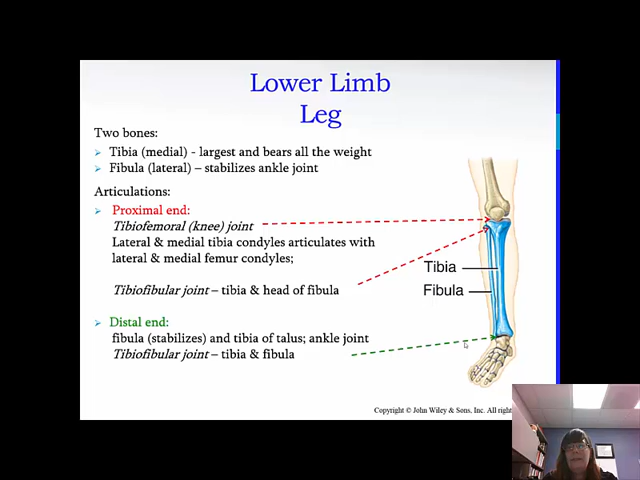 Lower Limb
Leg
Two bones:
➢ Tibia (medial) - largest and bears all the weight
➢ Fibula (lateral) – stabilizes ankle joint
Articulations:
➢ Proximal end:
Tibiofemoral (knee) joint
Lateral & medial tibia condyles articulates with
lateral & medial femur condyles;
Tibia
Fibula
Tibiofibular joint – tibia & head of fibula
➢ Distal end:
fibula (stabilizes) and tibia of talus; ankle joint
Tibiofibular joint – tibia & fibula
Copyright © John Wiley & Sons, Inc. All right